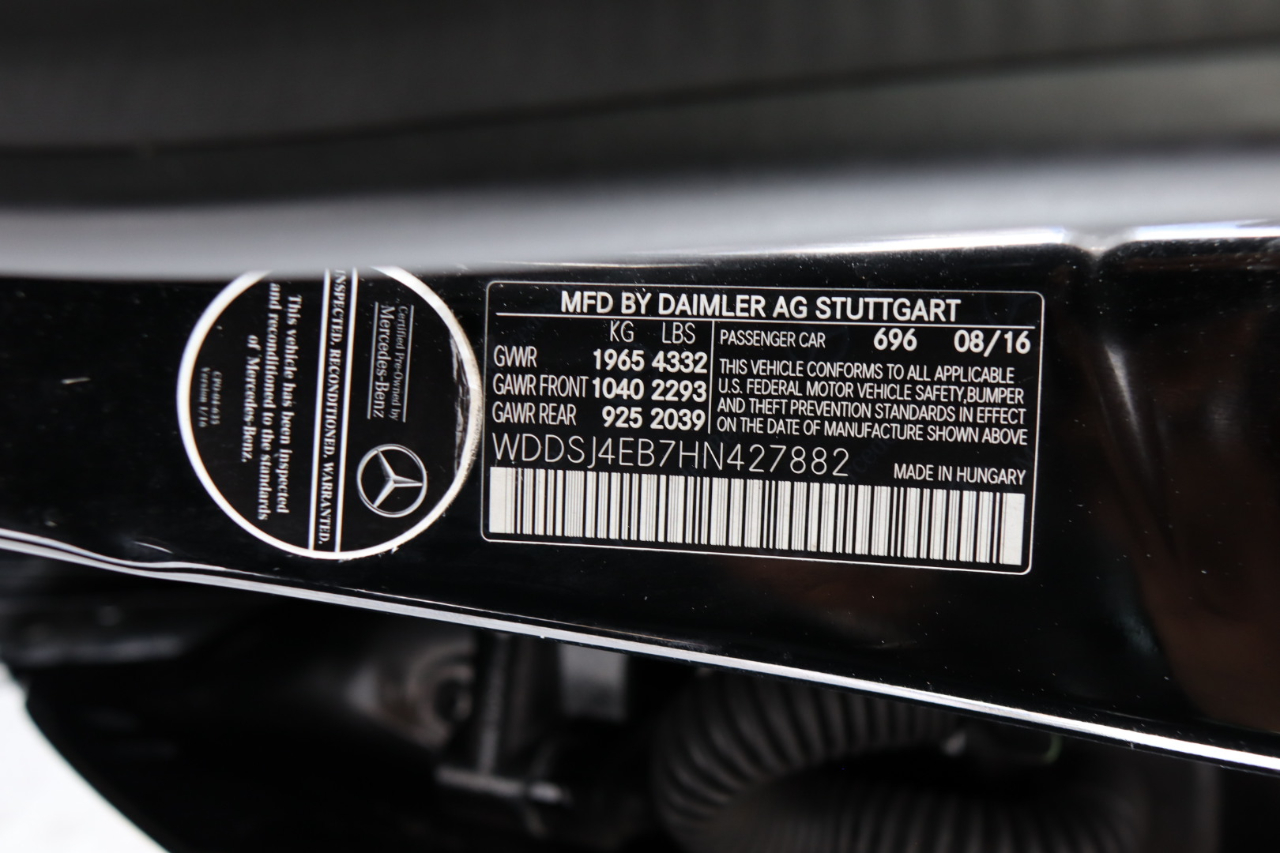 This vehicle has been inspected
and reconditioned to the standards
of Mercedes-Benz.
INSPECTED. RECONDITIONED. WARRANTED.
Certified Pre-Owned by
Mercedes-Benz
MFD BY DAIMLER AG STUTTGART
KG LBS
GVWR 1965 4332
GAWR FRONT 1040 2293
GAWR REAR 925 2039
PASSENGER CAR 696 08/16
THIS VEHICLE CONFORMS TO ALL APPLICABLE
U.S. FEDERAL MOTOR VEHICLE SAFETY,BUMPER
AND THEFT PREVENTION STANDARDS IN EFFECT
ON THE DATE OF MANUFACTURE SHOWN ABOVE
WDDSJ4EB7HN427882
MADE IN HUNGARY